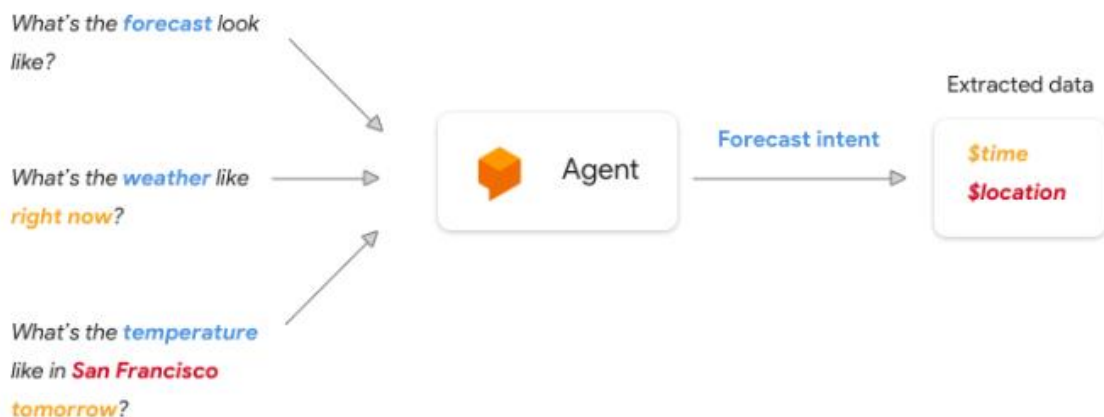 What's the forecast look
like?
What's the weather like
right now?
What's the temperature
like in San Francisco
tomorrow?
Agent
Forecast intent
Extracted data
$time
$location